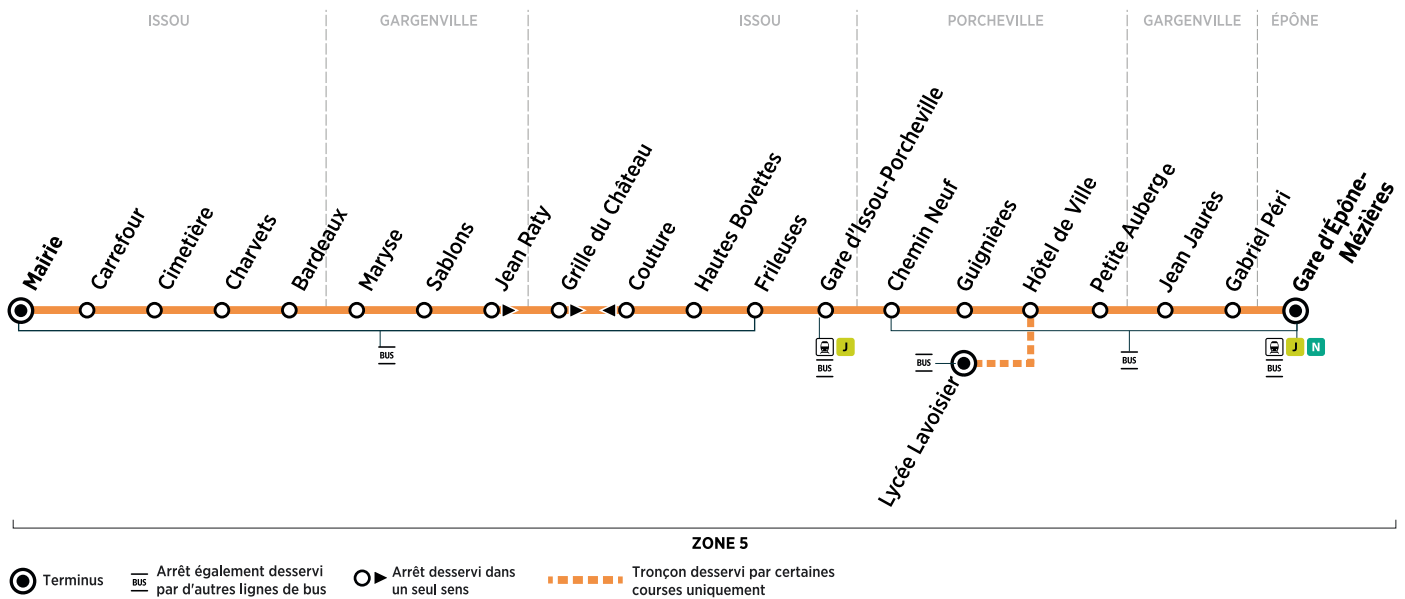 ISSOU
GARGENVILLE
ISSOU
PORCHEVILLE
GARGENVILLE
ÉPÔNE
Mairie
Carrefour
Cimetière
Charvets
Bardeaux
Maryse
Sablons
Jean Raty
Grille du Château
Couture
Hautes Bovettes
Frileuses
Gare d'Issou-Porcheville
Chemin Neuf
Guignières
Hôtel de Ville
Petite Auberge
Jean Jaurès
Gabriel Péri
Gare d'Épône-
Mézières
BUS
J
BUS
BUS
Lycée Lavoisier
BUS
J N
BUS
ZONE 5
Terminus
BUS
Arrêt également desservi
par d'autres lignes de bus
Arrêt desservi dans
un seul sens
Tronçon desservi par certaines
courses uniquement